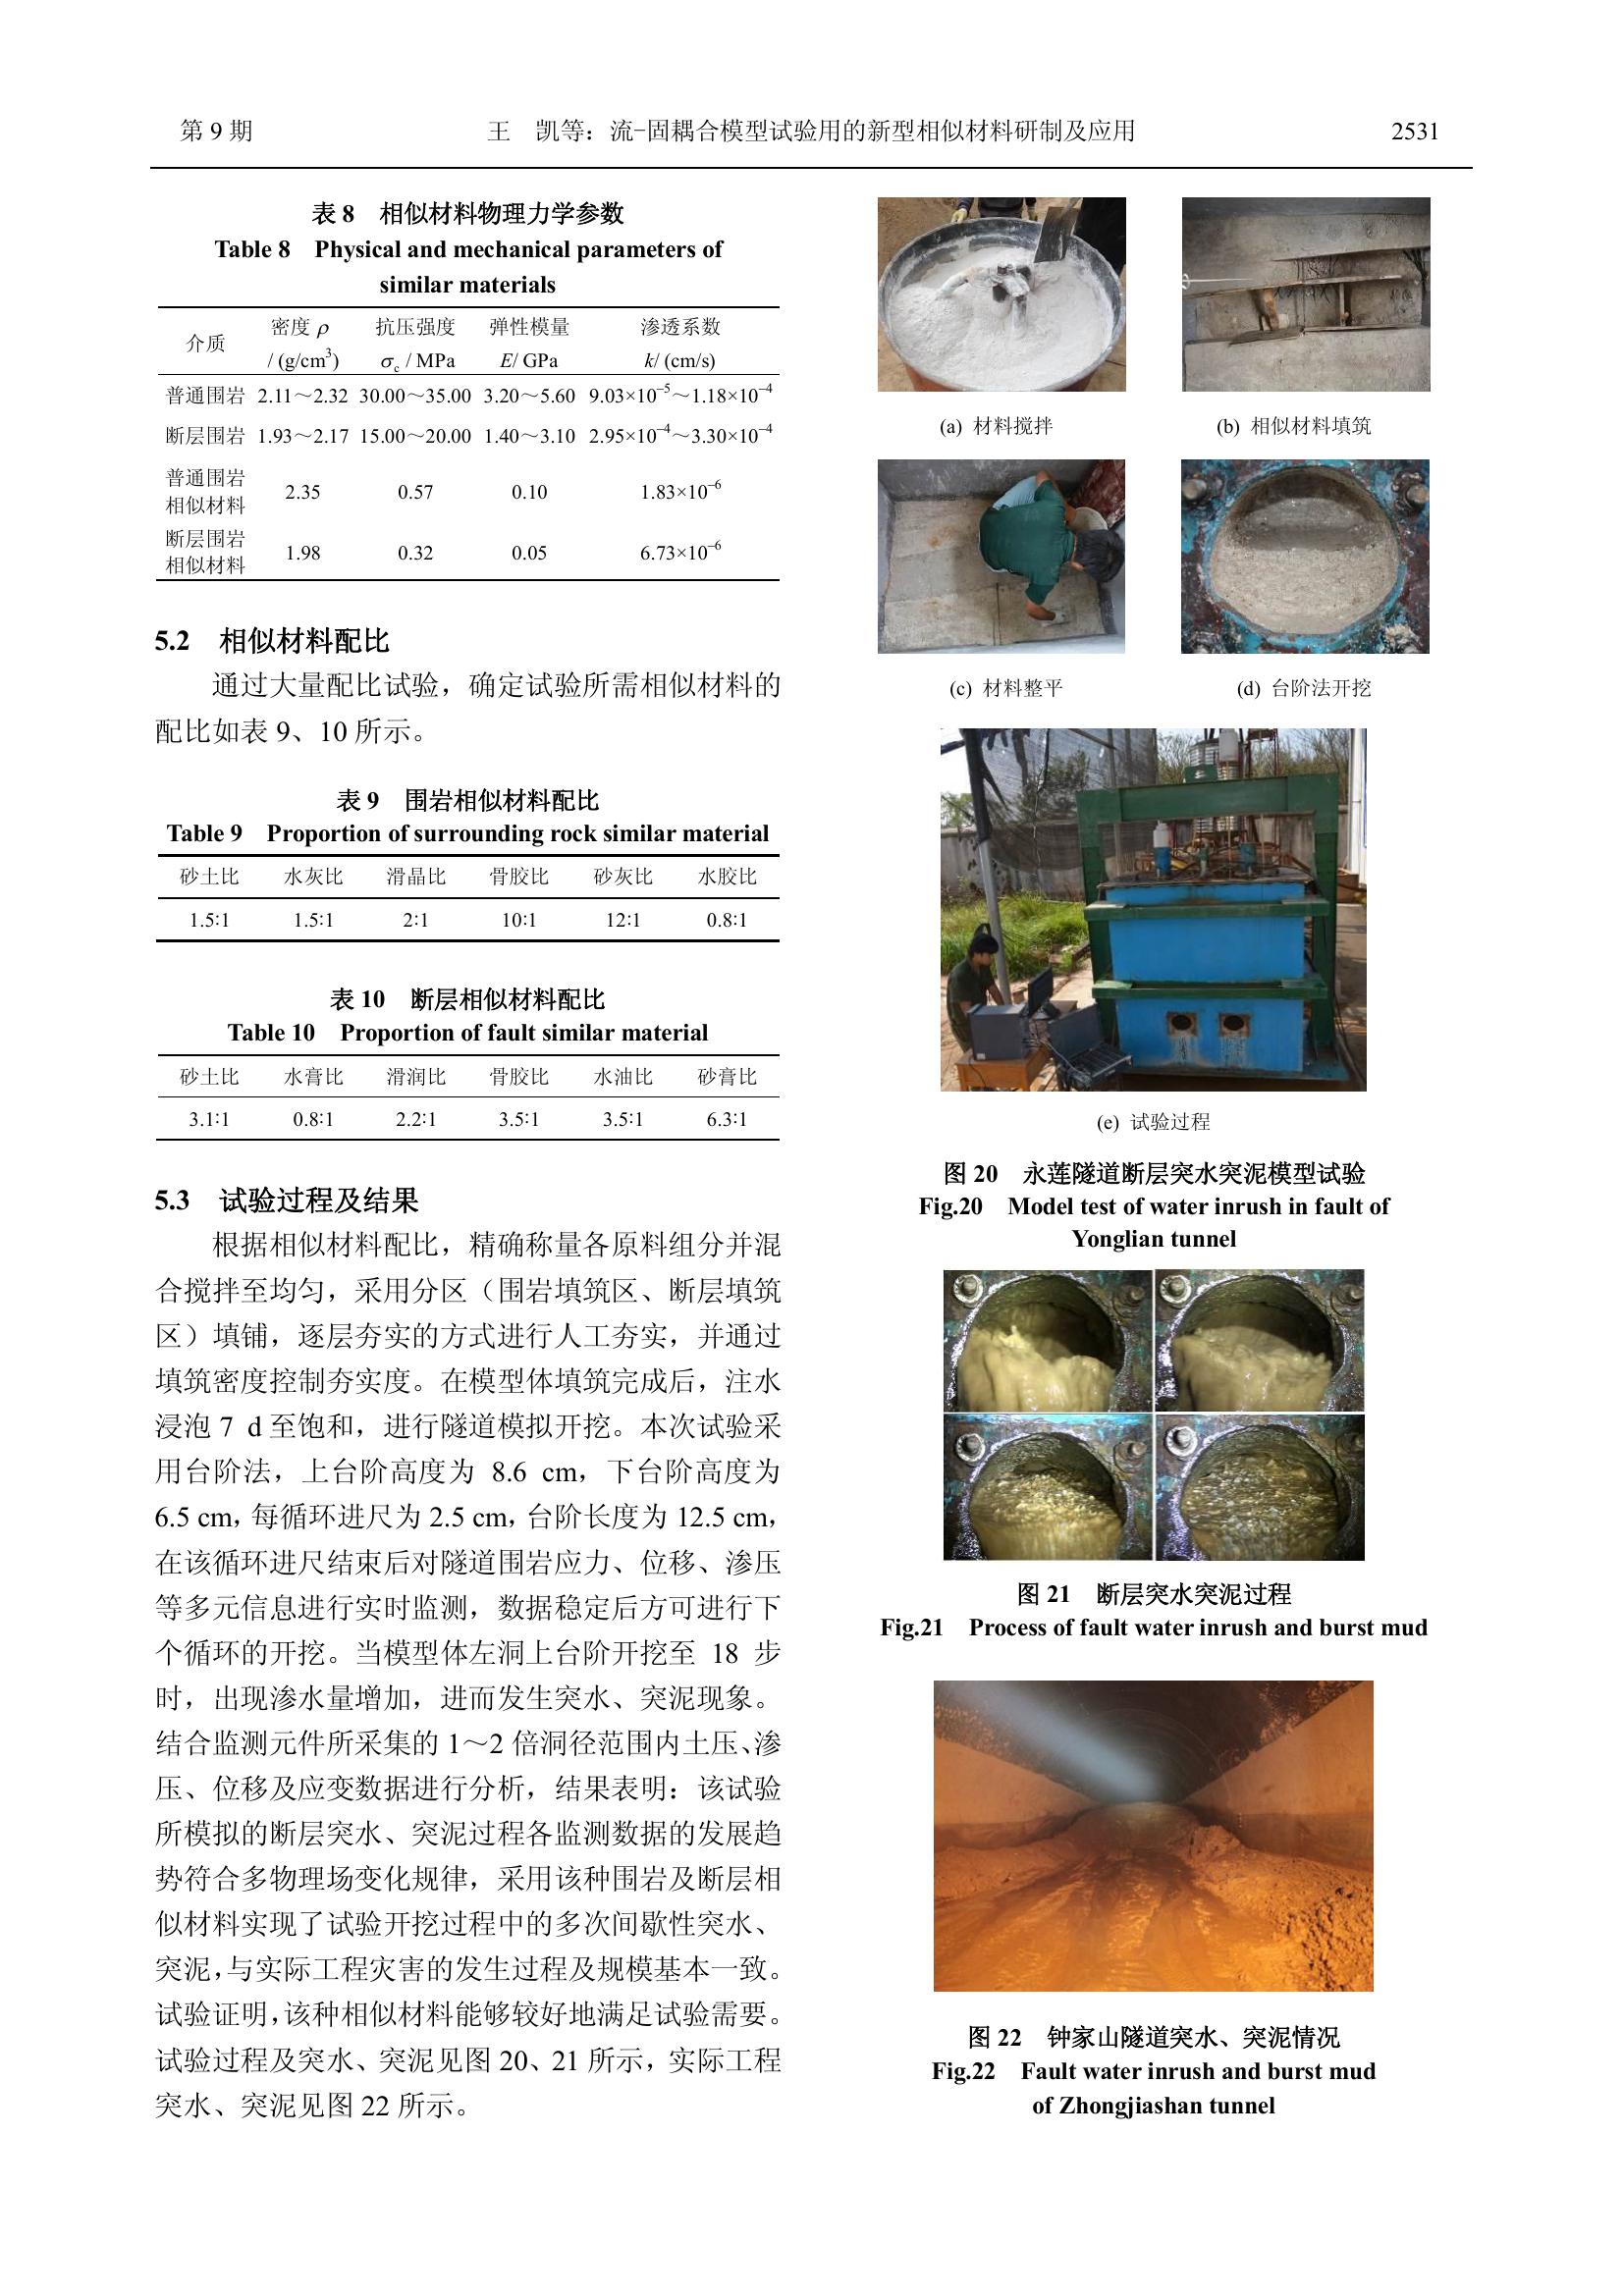 第 9 期
王　凯等：流-固耦合模型试验用的新型相似材料研制及应用
2531
表 8　相似材料物理力学参数
Table 8　Physical and mechanical parameters of
similar materials
介质　密度 ρ / (g/cm³)　抗压强度 σc / MPa　弹性模量 E/ GPa　渗透系数 k/ (cm/s)
普通围岩　2.11～2.32　30.00～35.00　3.20～5.60　9.03×10⁻⁵～1.18×10⁻⁴
断层围岩　1.93～2.17　15.00～20.00　1.40～3.10　2.95×10⁻⁴～3.30×10⁻⁴
普通围岩相似材料　2.35　0.57　0.10　1.83×10⁻⁶
断层围岩相似材料　1.98　0.32　0.05　6.73×10⁻⁶
5.2　相似材料配比
通过大量配比试验，确定试验所需相似材料的
配比如表 9、10 所示。
表 9　围岩相似材料配比
Table 9　Proportion of surrounding rock similar material
砂土比　水灰比　滑晶比　骨胶比　砂灰比　水胶比
1.5:1　1.5:1　2:1　10:1　12:1　0.8:1
表 10　断层相似材料配比
Table 10　Proportion of fault similar material
砂土比　水膏比　滑润比　骨胶比　水油比　砂膏比
3.1:1　0.8:1　2.2:1　3.5:1　3.5:1　6.3:1
5.3　试验过程及结果
根据相似材料配比，精确称量各原料组分并混
合搅拌至均匀，采用分区（围岩填筑区、断层填筑
区）填铺，逐层夯实的方式进行人工夯实，并通过
填筑密度控制夯实度。在模型体填筑完成后，注水
浸泡 7 d 至饱和，进行隧道模拟开挖。本次试验采
用台阶法，上台阶高度为 8.6 cm，下台阶高度为
6.5 cm，每循环进尺为 2.5 cm，台阶长度为 12.5 cm，
在该循环进尺结束后对隧道围岩应力、位移、渗压
等多元信息进行实时监测，数据稳定后方可进行下
个循环的开挖。当模型体左洞上台阶开挖至 18 步
时，出现渗水量增加，进而发生突水、突泥现象。
结合监测元件所采集的 1～2 倍洞径范围内土压、渗
压、位移及应变数据进行分析，结果表明：该试验
所模拟的断层突水、突泥过程各监测数据的发展趋
势符合多物理场变化规律，采用该种围岩及断层相
似材料实现了试验开挖过程中的多次间歇性突水、
突泥，与实际工程灾害的发生过程及规模基本一致。
试验证明，该种相似材料能够较好地满足试验需要。
试验过程及突水、突泥见图 20、21 所示，实际工程
突水、突泥见图 22 所示。
(a) 材料搅拌
(b) 相似材料填筑
(c) 材料整平
(d) 台阶法开挖
(e) 试验过程
图 20　永莲隧道断层突水突泥模型试验
Fig.20　Model test of water inrush in fault of
Yonglian tunnel
图 21　断层突水突泥过程
Fig.21　Process of fault water inrush and burst mud
图 22　钟家山隧道突水、突泥情况
Fig.22　Fault water inrush and burst mud
of Zhongjiashan tunnel